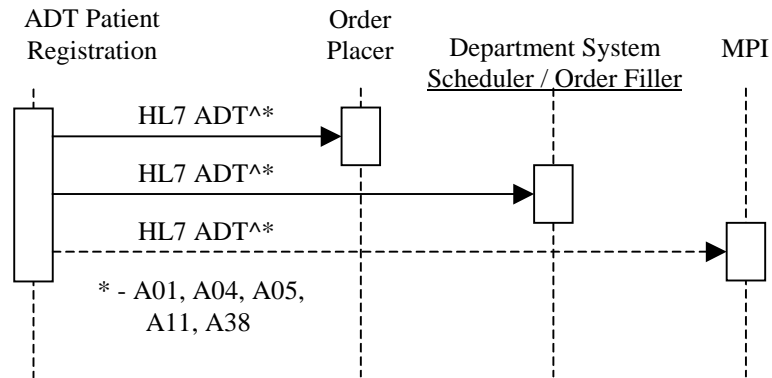 ADT Patient
Registration
Order
Placer
Department System
Scheduler / Order Filler
MPI
HL7 ADT^*
HL7 ADT^*
HL7 ADT^*
* - A01, A04, A05,
A11, A38